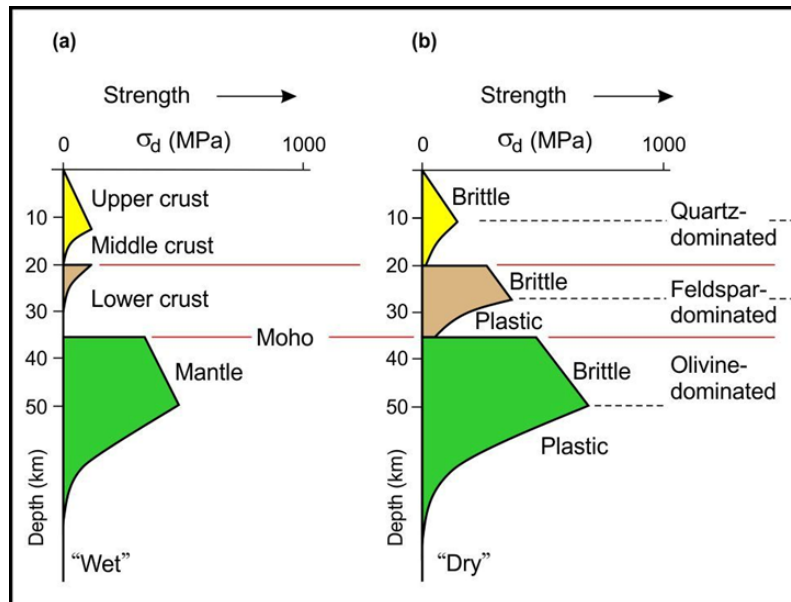 (a)
Strength
σd (MPa)
0
1000
10
20
30
40
50
Depth (km)
Upper crust
Middle crust
Lower crust
Moho
Mantle
“Wet”
(b)
Strength
σd (MPa)
0
1000
10
20
30
40
50
Depth (km)
Brittle
Quartz-
dominated
Brittle
Plastic
Feldspar-
dominated
Brittle
Plastic
Olivine-
dominated
“Dry”